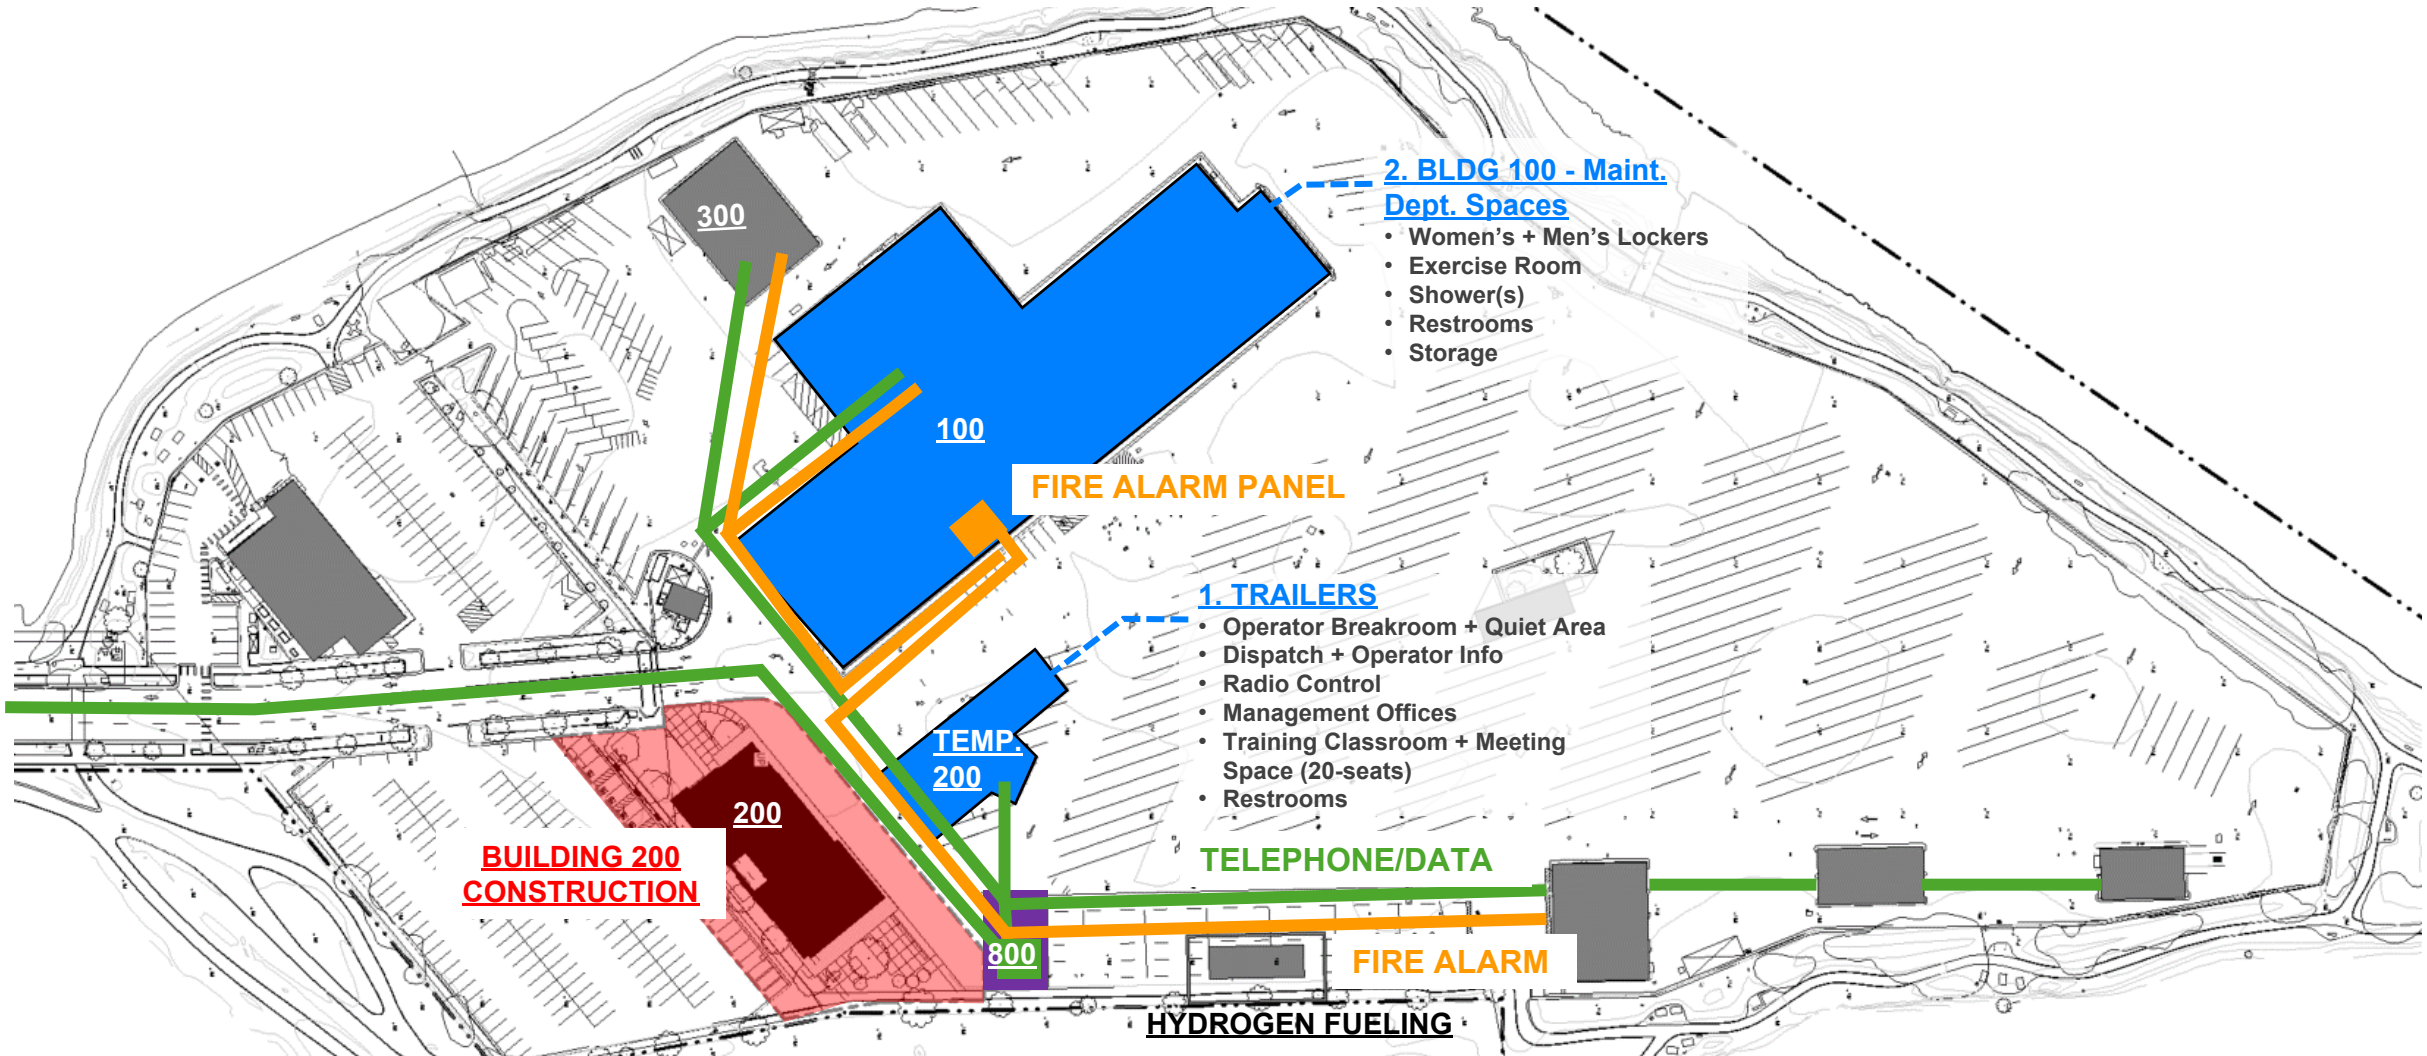 300
2. BLDG 100 - Maint.
Dept. Spaces
• Women's + Men's Lockers
• Exercise Room
• Shower(s)
• Restrooms
• Storage
100
FIRE ALARM PANEL
1. TRAILERS
• Operator Breakroom + Quiet Area
• Dispatch + Operator Info
• Radio Control
• Management Offices
• Training Classroom + Meeting
Space (20-seats)
• Restrooms
TEMP.
200
200
BUILDING 200
CONSTRUCTION
TELEPHONE/DATA
800
FIRE ALARM
HYDROGEN FUELING